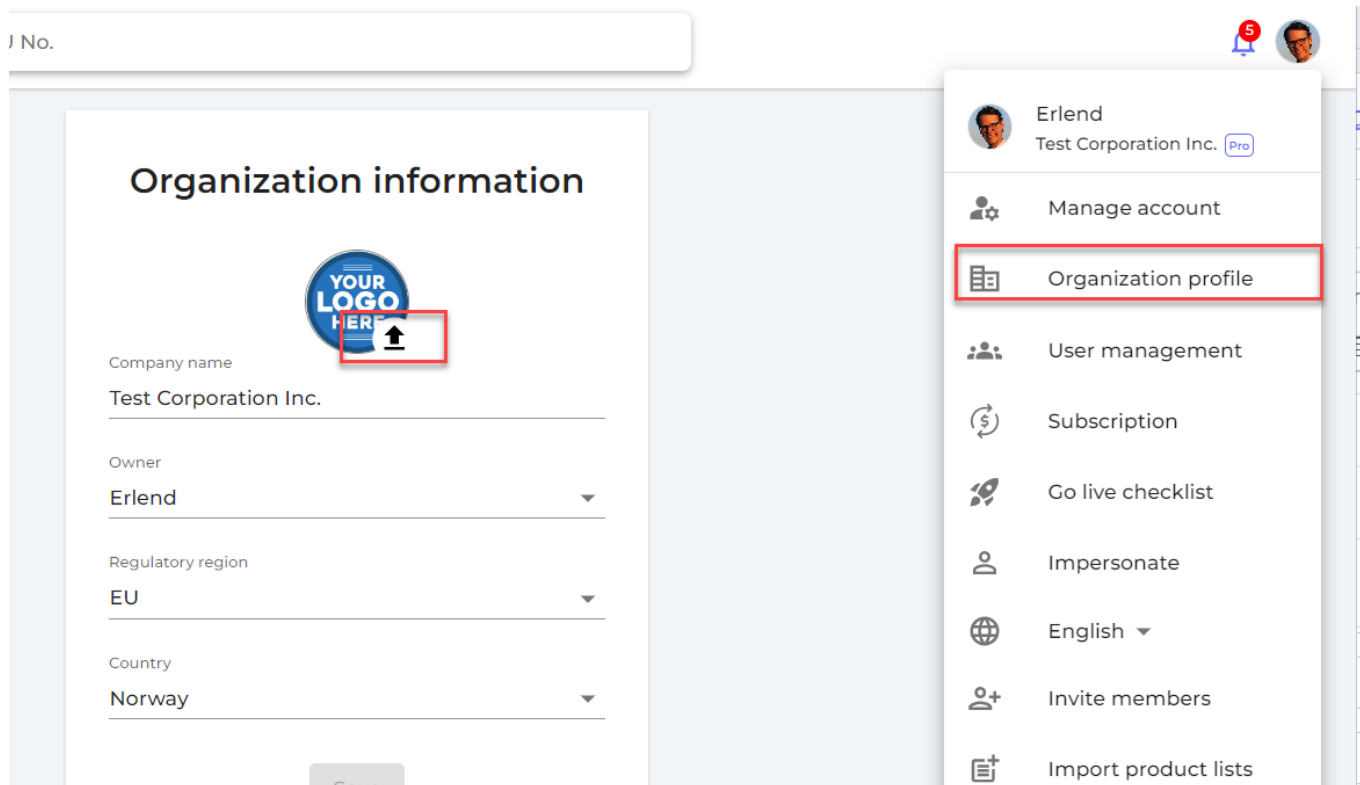 No.
5
Erlend
Test Corporation Inc. Pro
Organization information
YOUR
LOGO
HERE
Company name
Test Corporation Inc.
Owner
Erlend
Regulatory region
EU
Country
Norway
Manage account
Organization profile
User management
Subscription
Go live checklist
Impersonate
English
Invite members
Import product lists